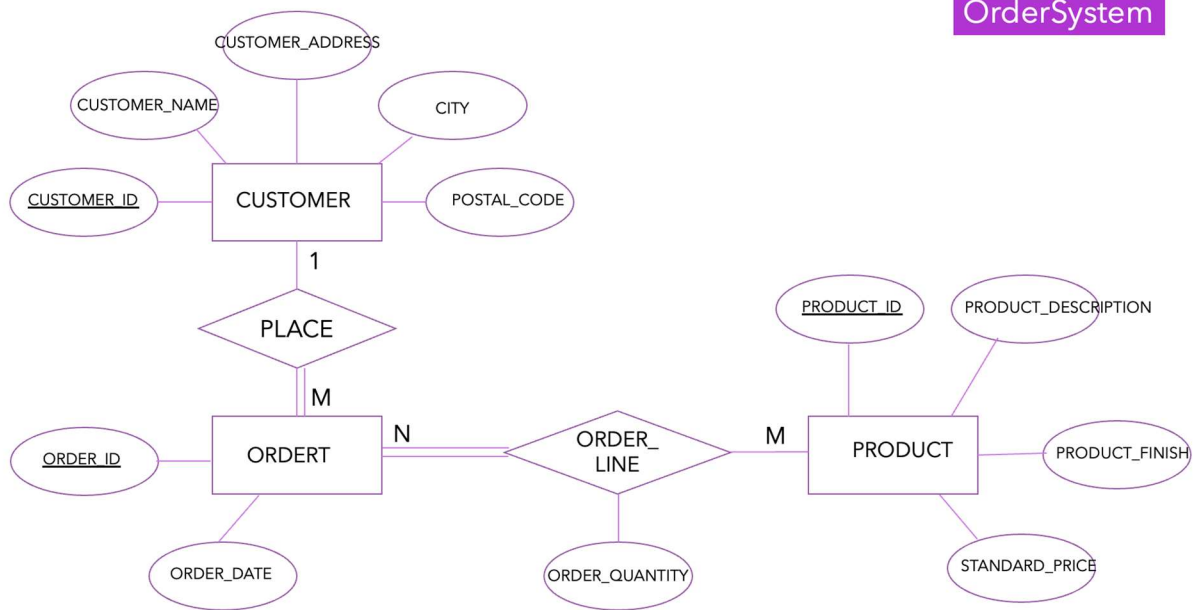 OrderSystem
CUSTOMER_ADDRESS
CUSTOMER_NAME
CITY
CUSTOMER_ID
CUSTOMER
POSTAL_CODE
1
PLACE
M
PRODUCT_ID
PRODUCT_DESCRIPTION
ORDER_ID
ORDERT
N
ORDER_
LINE
M
PRODUCT
PRODUCT_FINISH
ORDER_DATE
ORDER_QUANTITY
STANDARD_PRICE